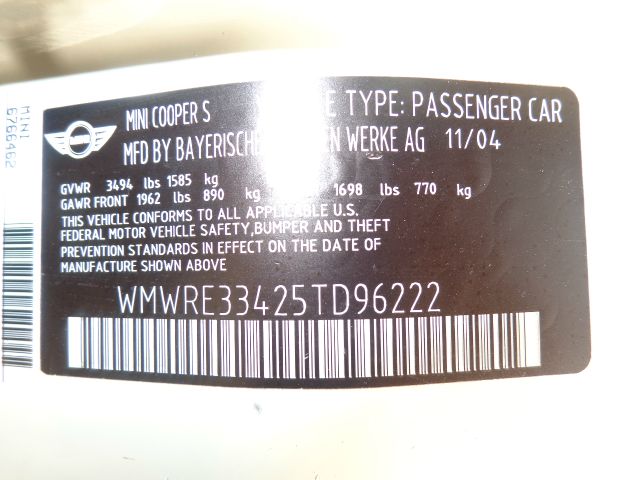 MINI COOPER S E TYPE: PASSENGER CAR
MFD BY BAYERISCHE EN WERKE AG 11/04
GVWR 3494 lbs 1585 kg
GAWR FRONT 1962 lbs 890 kg 1698 lbs 770 kg
THIS VEHICLE CONFORMS TO ALL APPLICABLE U.S.
FEDERAL MOTOR VEHICLE SAFETY,BUMPER AND THEFT
PREVENTION STANDARDS IN EFFECT ON THE DATE OF
MANUFACTURE SHOWN ABOVE
WMWRE33425TD96222
MINI
6766462